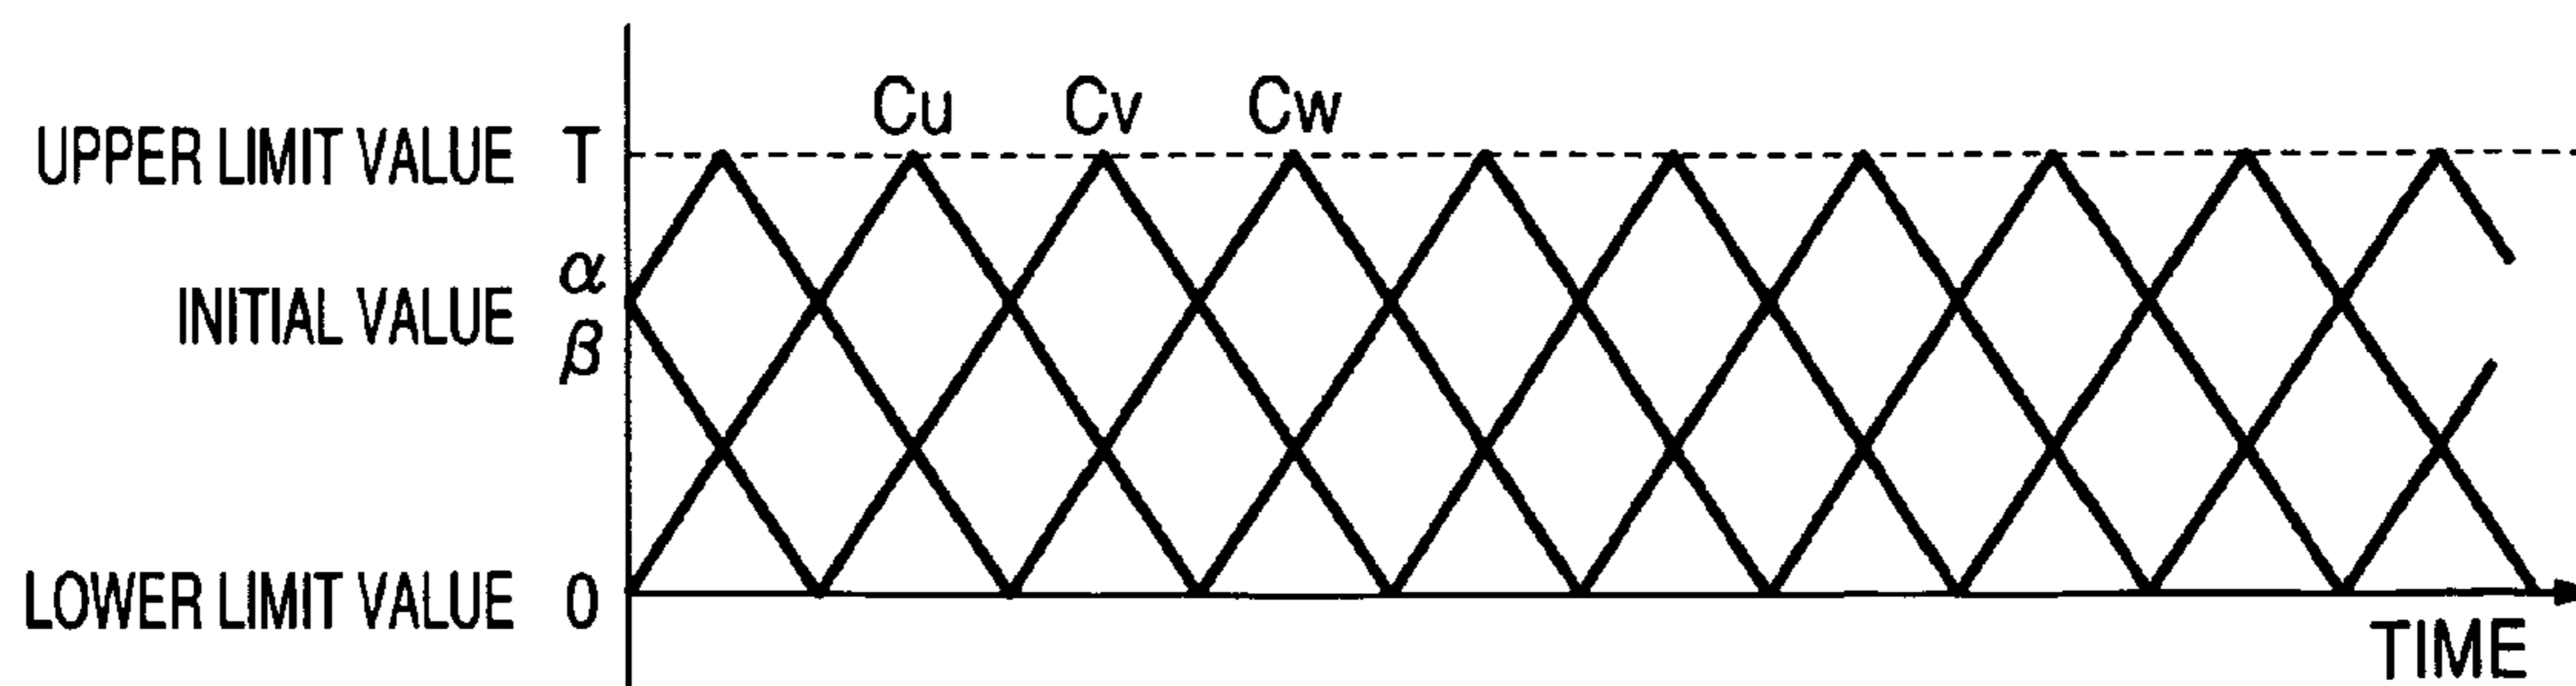 Cu Cv Cw
UPPER LIMIT VALUE T
α
INITIAL VALUE
β
LOWER LIMIT VALUE 0
TIME